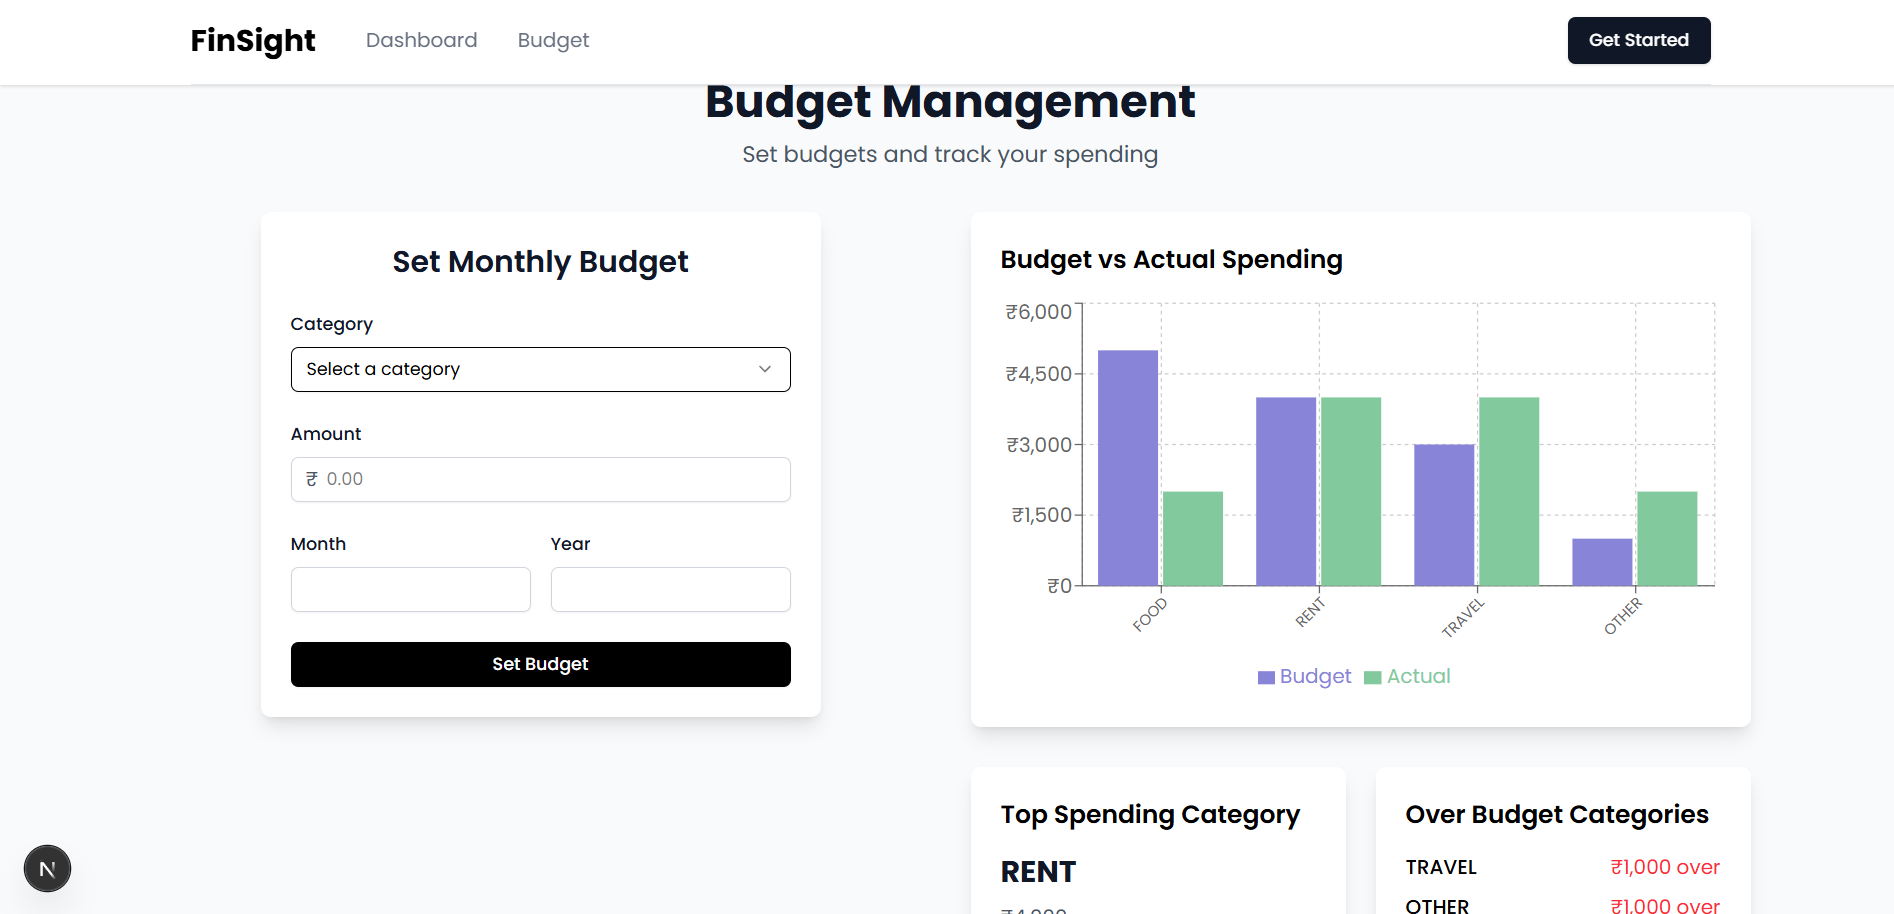 FinSight
Dashboard
Budget
Get Started
Budget Management
Set budgets and track your spending
Set Monthly Budget
Category
Select a category
Amount
₹ 0.00
Month
Year
Set Budget
Budget vs Actual Spending
₹6,000
₹4,500
₹3,000
₹1,500
₹0
FOOD
RENT
TRAVEL
OTHER
Budget
Actual
Top Spending Category
RENT
₹4,000
Over Budget Categories
TRAVEL ₹1,000 over
OTHER ₹1,000 over
N